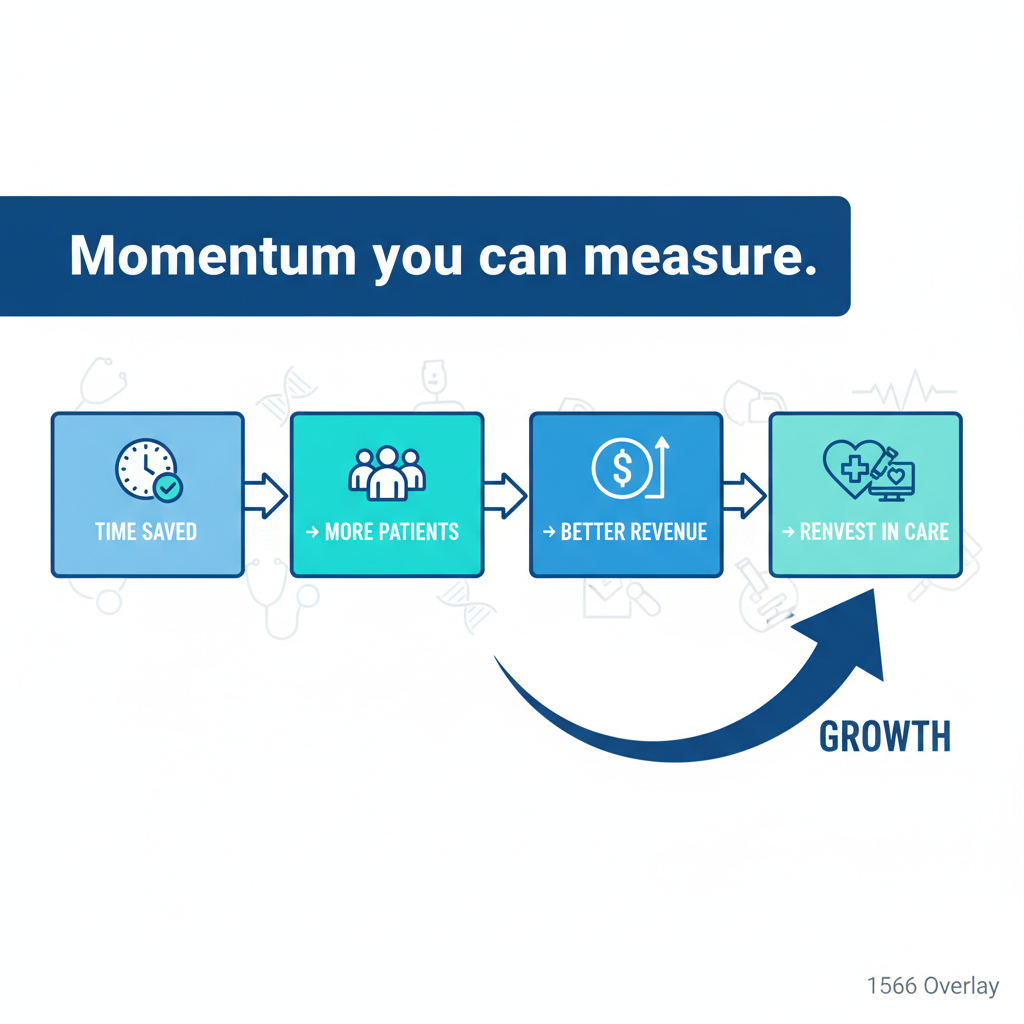 Momentum you can measure.
TIME SAVED
→ MORE PATIENTS
$
→ BETTER REVENUE
→ RENVEST IN CARE
GROWTH
1566 Overlay